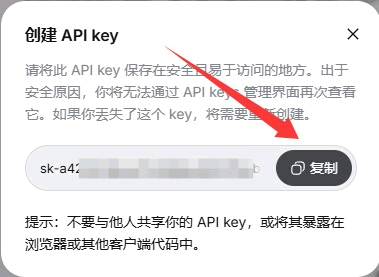 创建 API key
请将此 API key 保存在安全且易于访问的地方。出于
安全原因，你将无法通过 API keys 管理界面再次查看
它。如果你丢失了这个 key，将需要重新创建。
sk-a42
复制
提示：不要与他人共享你的 API key，或将其暴露在
浏览器或其他客户端代码中。